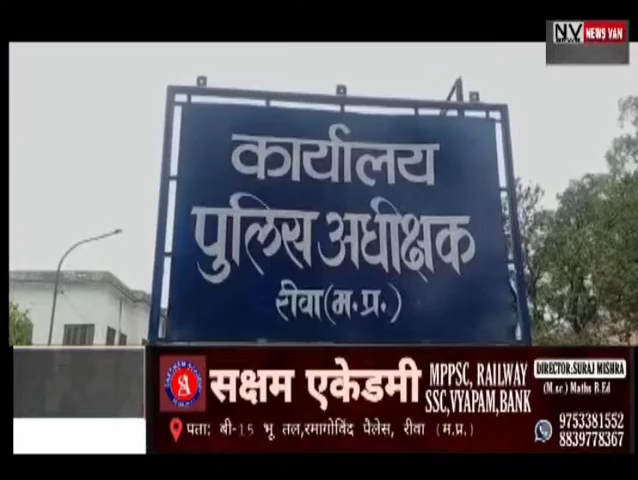 NV NEWS VAN
कार्यालय
पुलिस अधीक्षक
रीवा(म.प्र.)
सक्षम एकेडमी
MPPSC, RAILWAY
SSC,VYAPAM,BANK
DIRECTOR:SURAJ MISHRA
(M.sc.) Maths B.Ed
पता: बी-15 भू तल,रमागोविंद पैलेस, रीवा (म.प्र.)
9753381552
8839778367